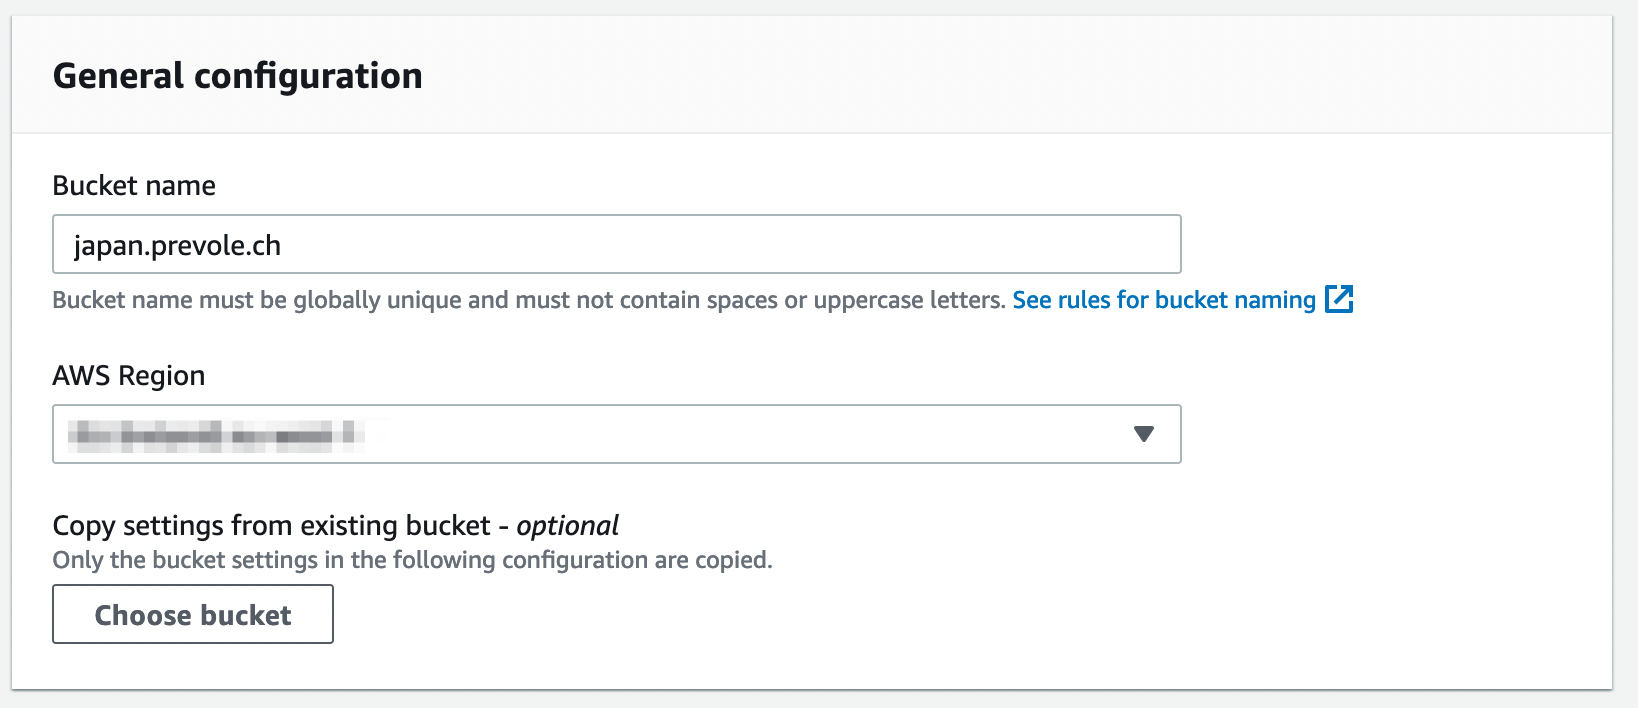 General configuration
Bucket name
japan.prevole.ch
Bucket name must be globally unique and must not contain spaces or uppercase letters. See rules for bucket naming
AWS Region
Copy settings from existing bucket - optional
Only the bucket settings in the following configuration are copied.
Choose bucket